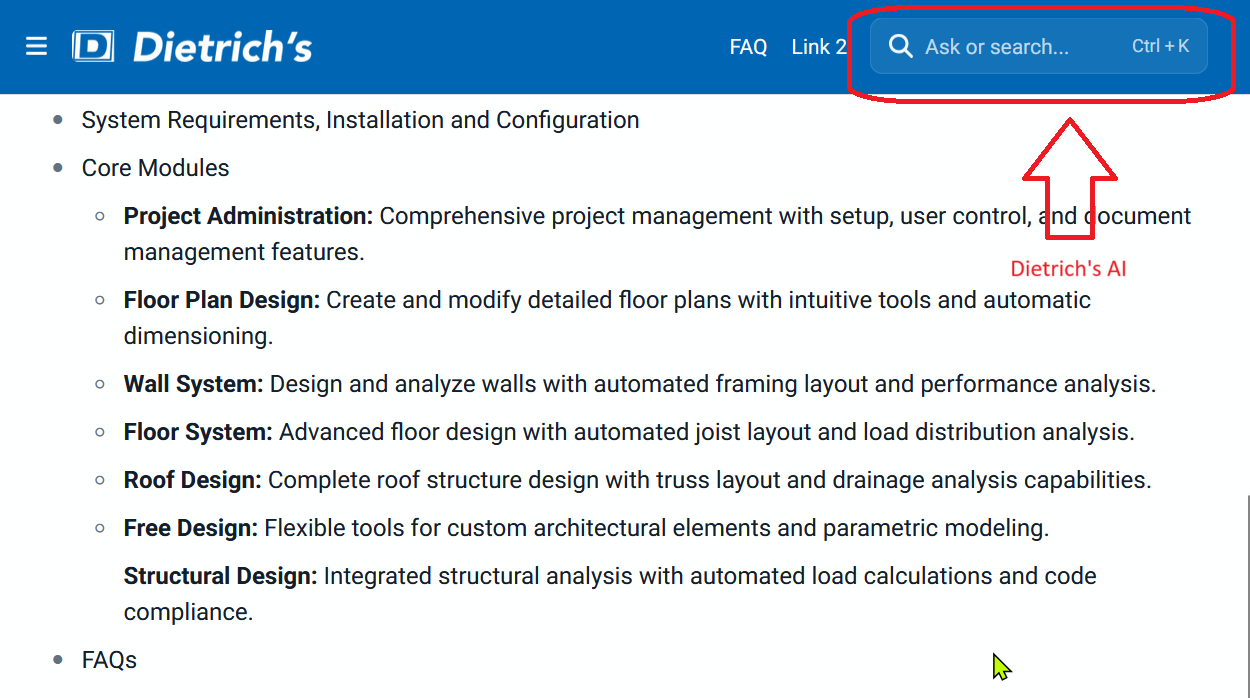 Dietrich's
FAQ
Link 2
Ask or search...
Ctrl + K
System Requirements, Installation and Configuration
Core Modules
Project Administration: Comprehensive project management with setup, user control, and document
management features.
Dietrich's AI
Floor Plan Design: Create and modify detailed floor plans with intuitive tools and automatic
dimensioning.
Wall System: Design and analyze walls with automated framing layout and performance analysis.
Floor System: Advanced floor design with automated joist layout and load distribution analysis.
Roof Design: Complete roof structure design with truss layout and drainage analysis capabilities.
Free Design: Flexible tools for custom architectural elements and parametric modeling.
Structural Design: Integrated structural analysis with automated load calculations and code
compliance.
FAQs